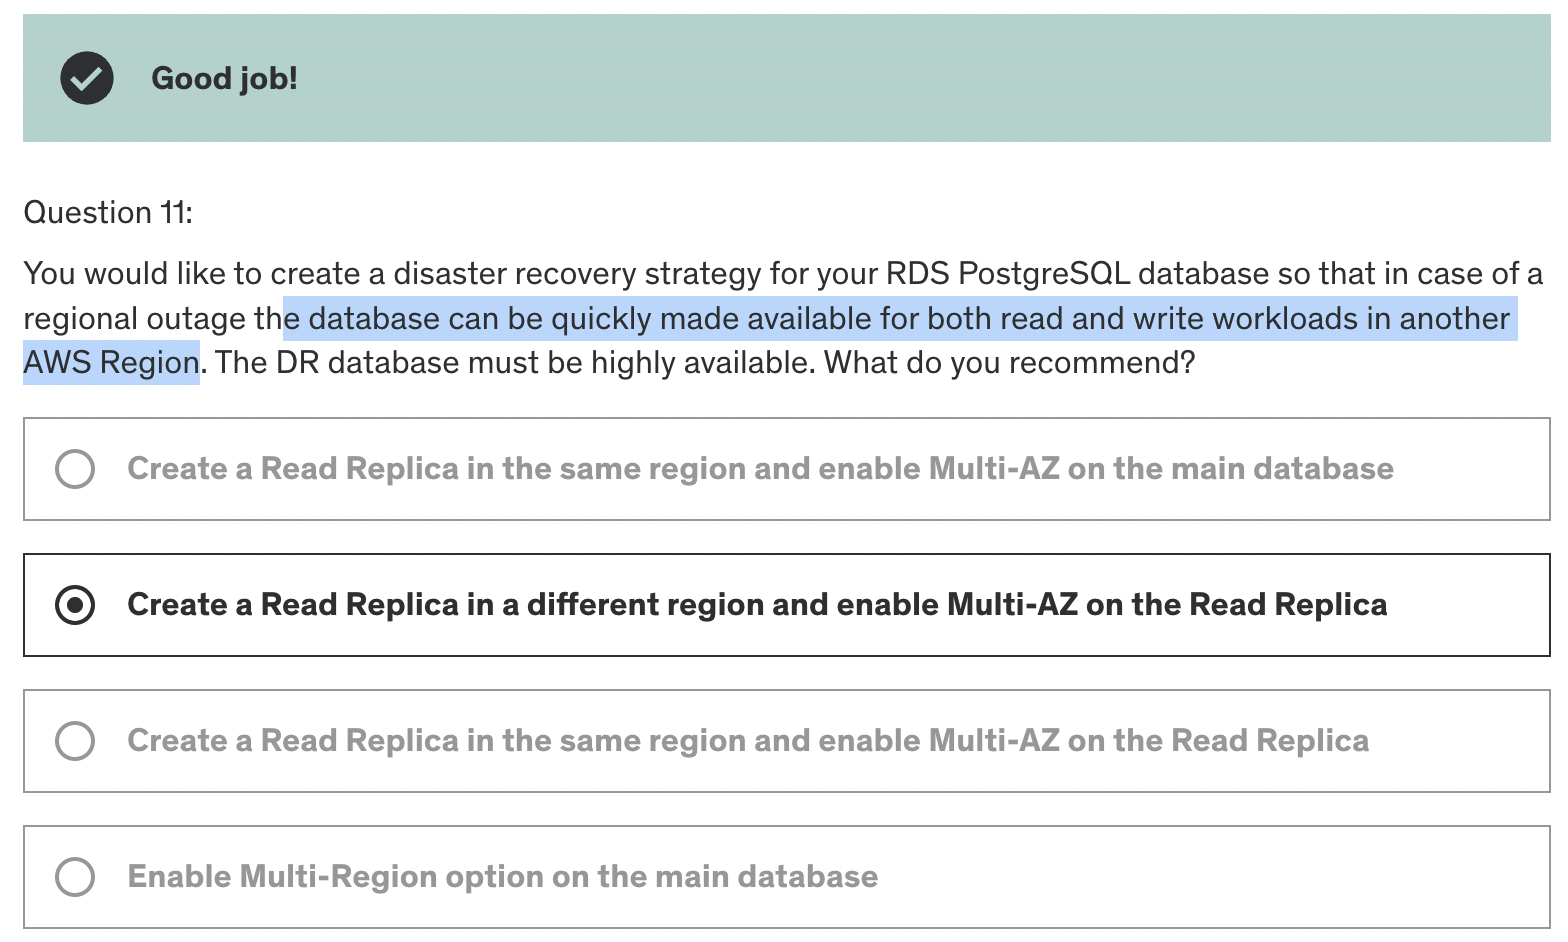 Good job!
Question 11:
You would like to create a disaster recovery strategy for your RDS PostgreSQL database so that in case of a
regional outage the database can be quickly made available for both read and write workloads in another
AWS Region. The DR database must be highly available. What do you recommend?
Create a Read Replica in the same region and enable Multi-AZ on the main database
Create a Read Replica in a different region and enable Multi-AZ on the Read Replica
Create a Read Replica in the same region and enable Multi-AZ on the Read Replica
Enable Multi-Region option on the main database